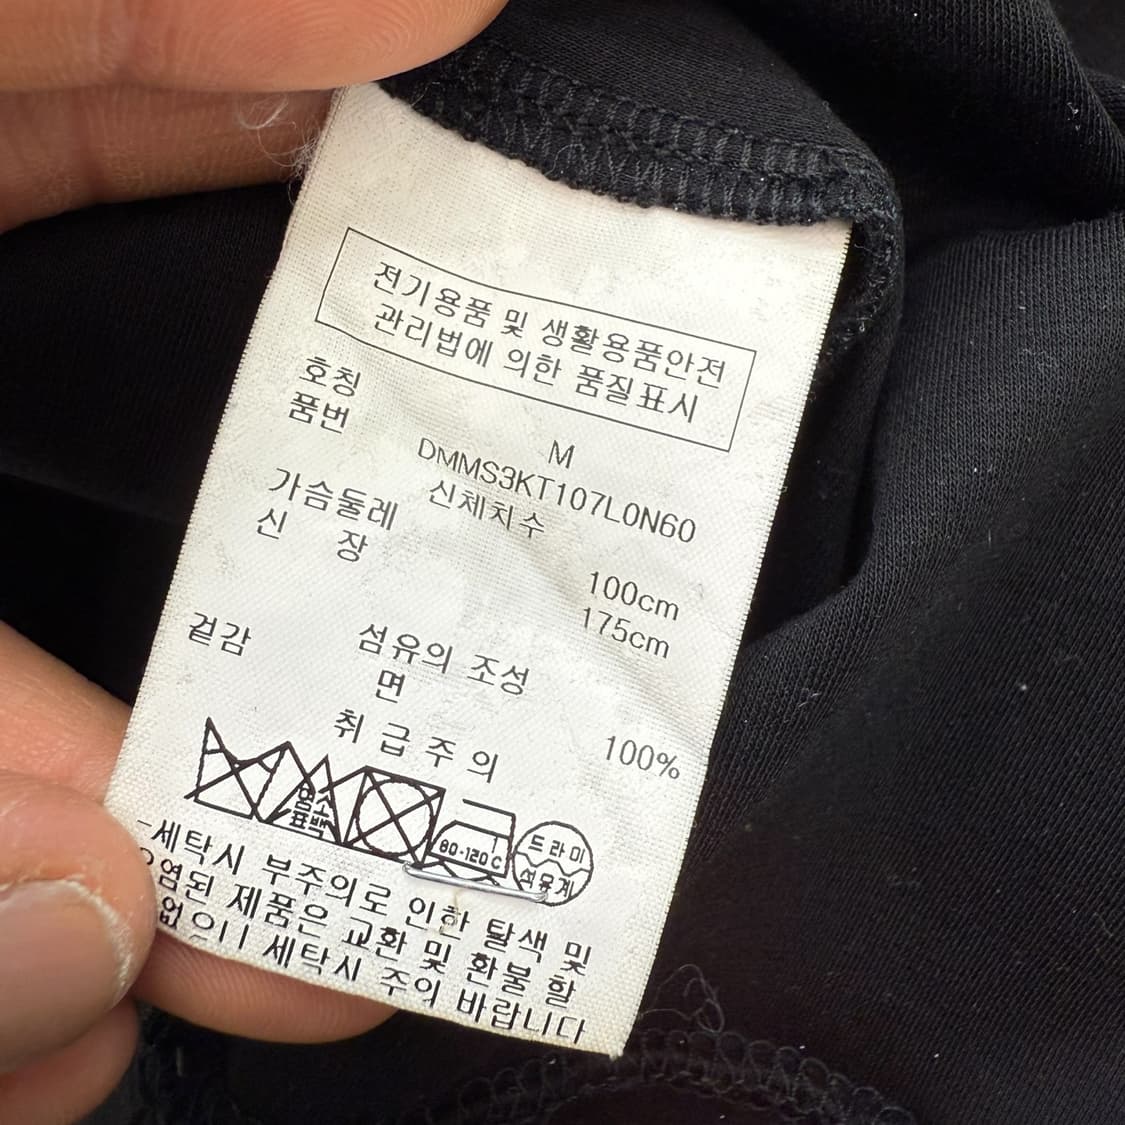 전기용품 및 생활용품안전
관리법에 의한 품질표시
호칭 M
품번 DMMS3KT107L0N60
신체치수
가슴둘레 100cm
신 장 175cm
섬유의 조성
겉감 면 100%
취급주의
염소
표백
80-120C
드라이
석유계
-세탁시 부주의로 인한 탈색 및
오염된 제품은 교환 및 환불 할
없으니 세탁시 주의 바랍니다